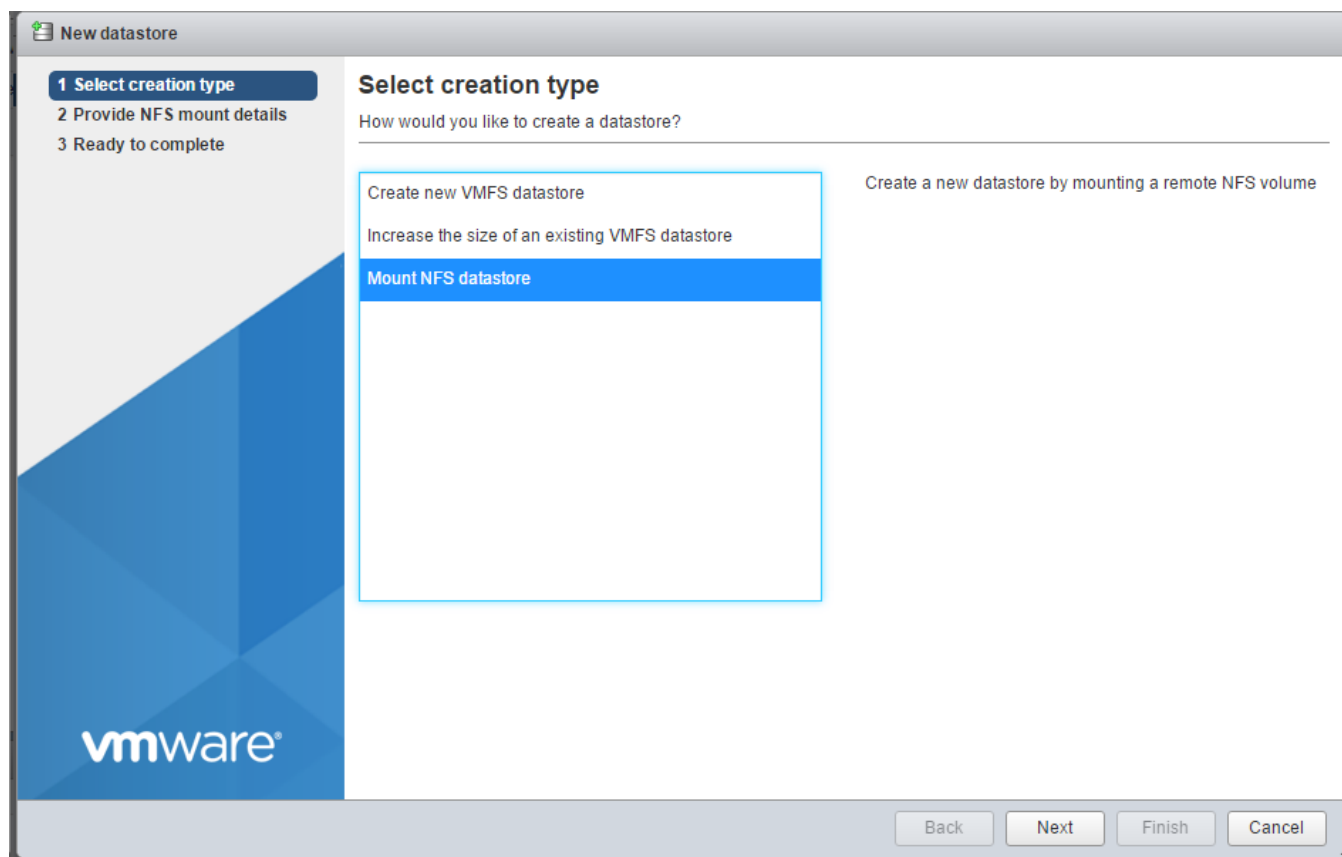 New datastore
1 Select creation type
2 Provide NFS mount details
3 Ready to complete
Select creation type
How would you like to create a datastore?
Create new VMFS datastore
Increase the size of an existing VMFS datastore
Mount NFS datastore
Create a new datastore by mounting a remote NFS volume
vmware®
Back
Next
Finish
Cancel